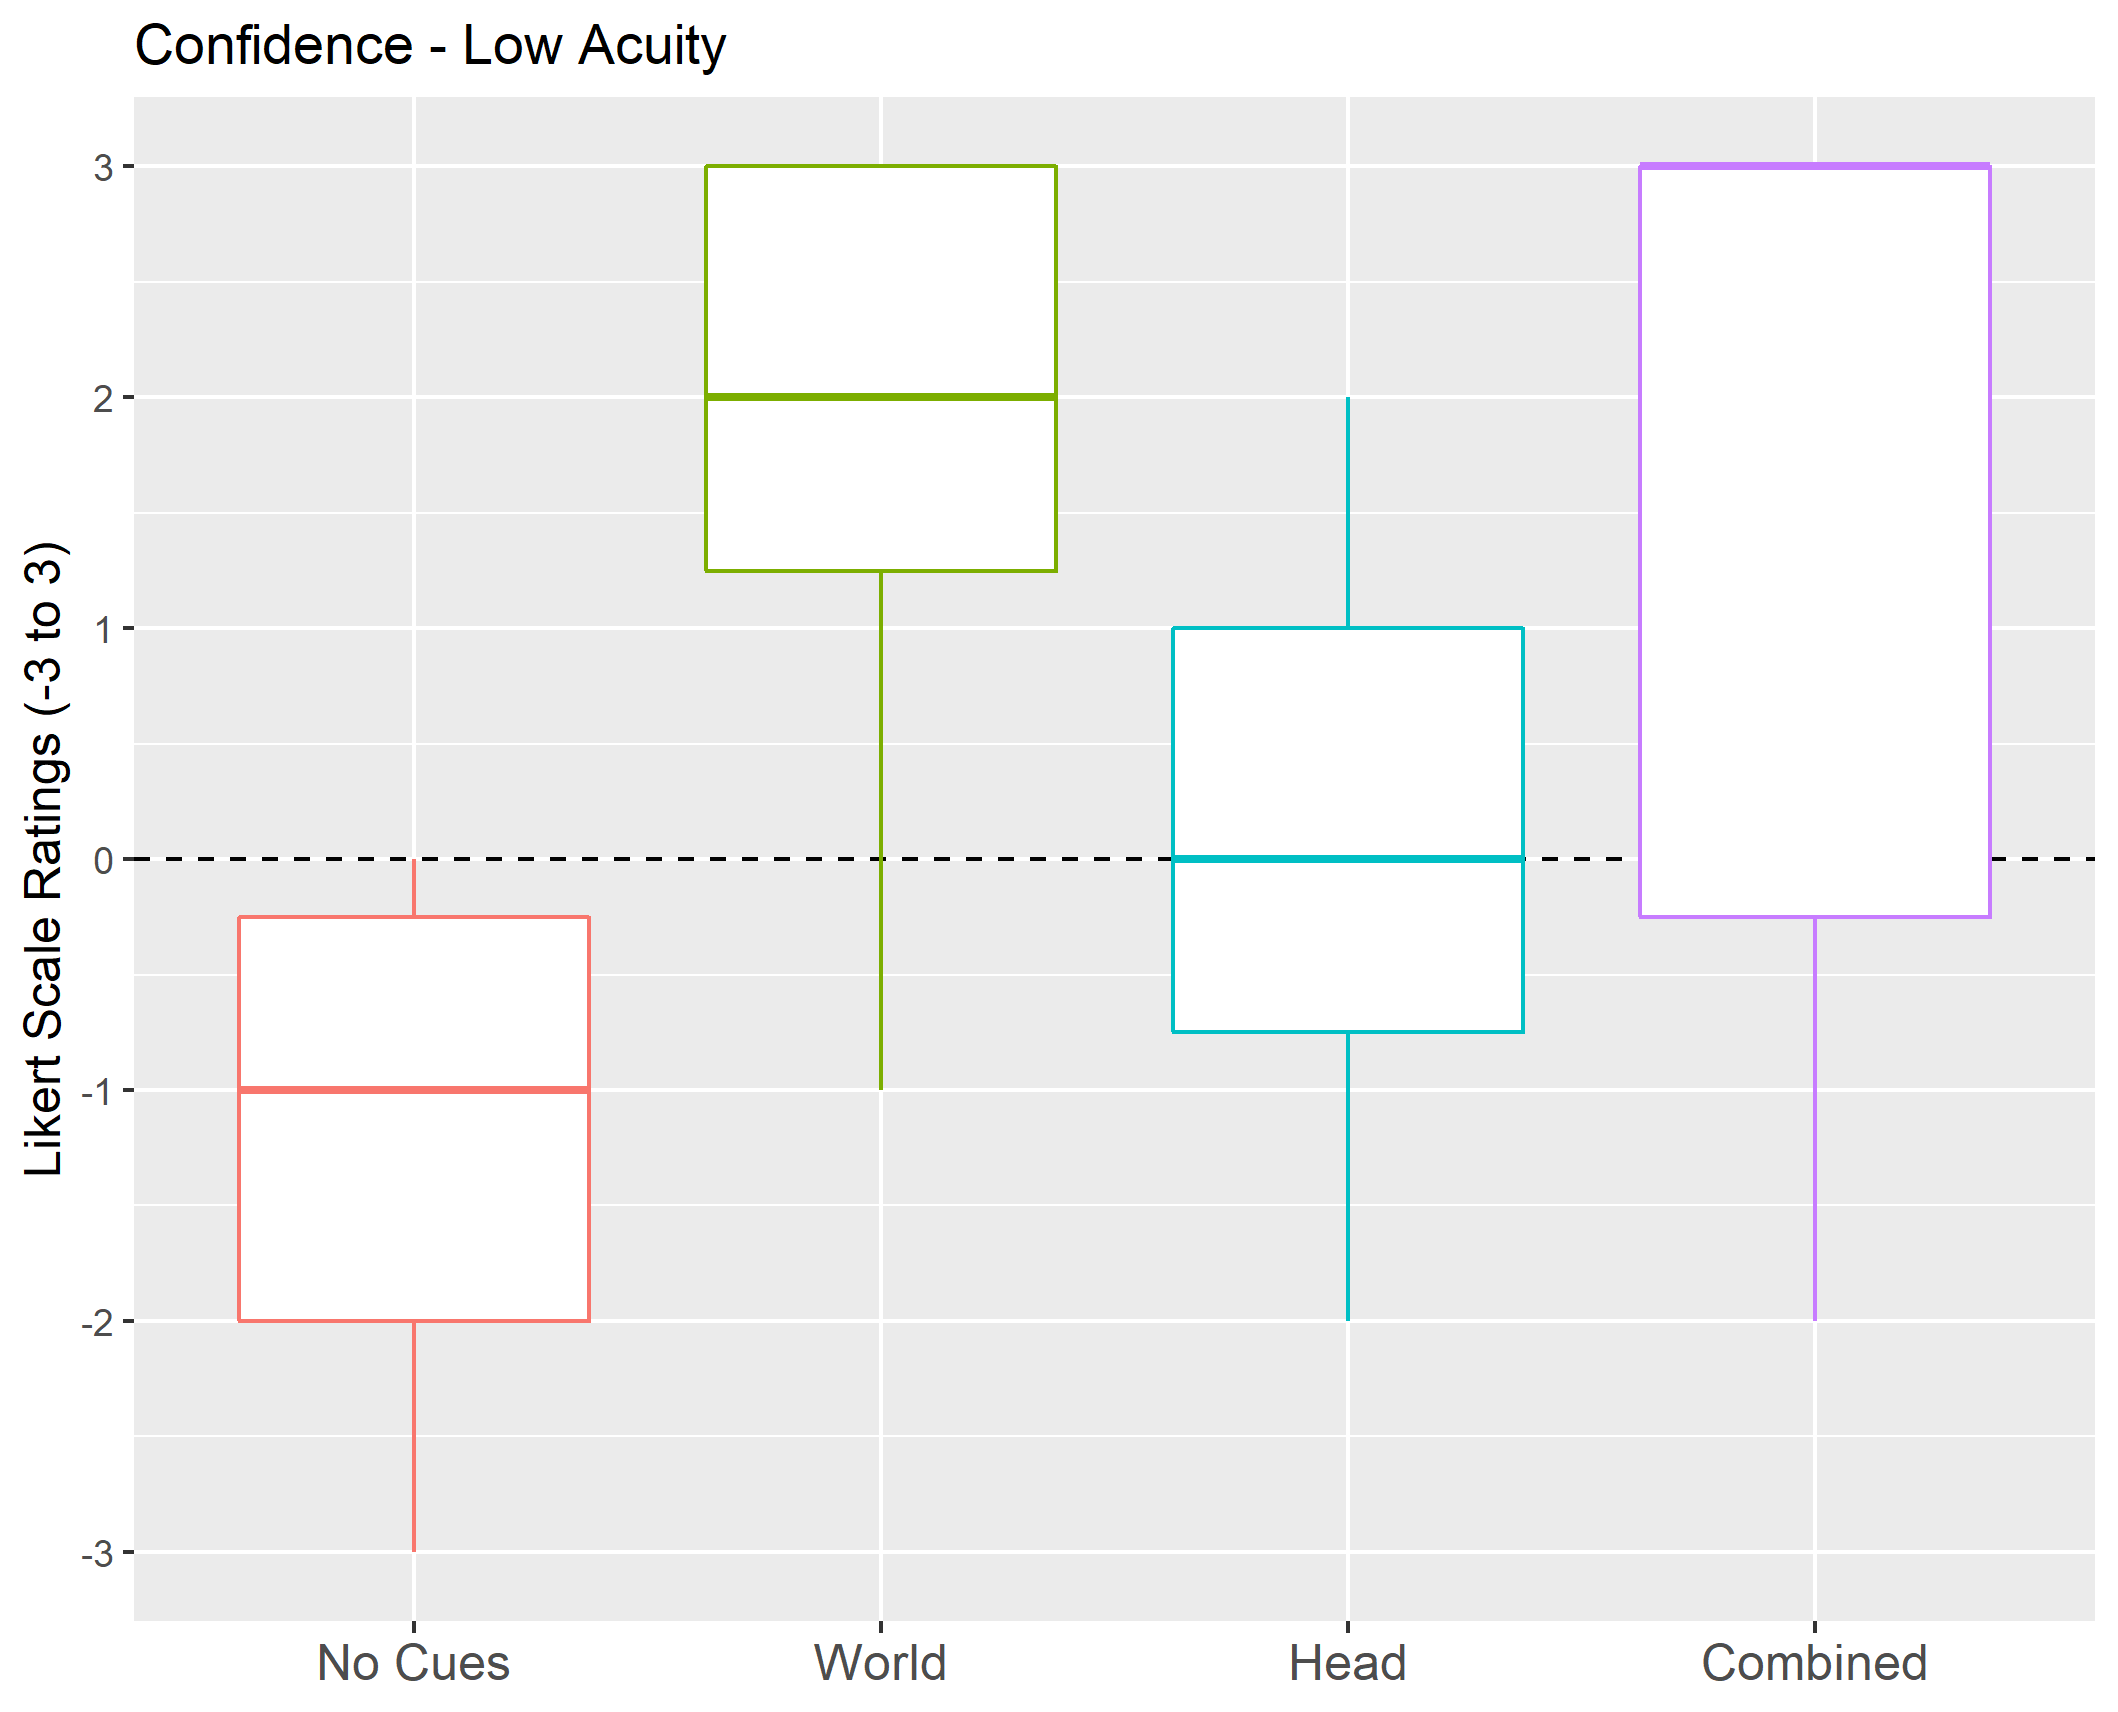 Confidence - Low Acuity
Likert Scale Ratings (-3 to 3)
3
2
1
0
-1
-2
-3
No Cues
World
Head
Combined